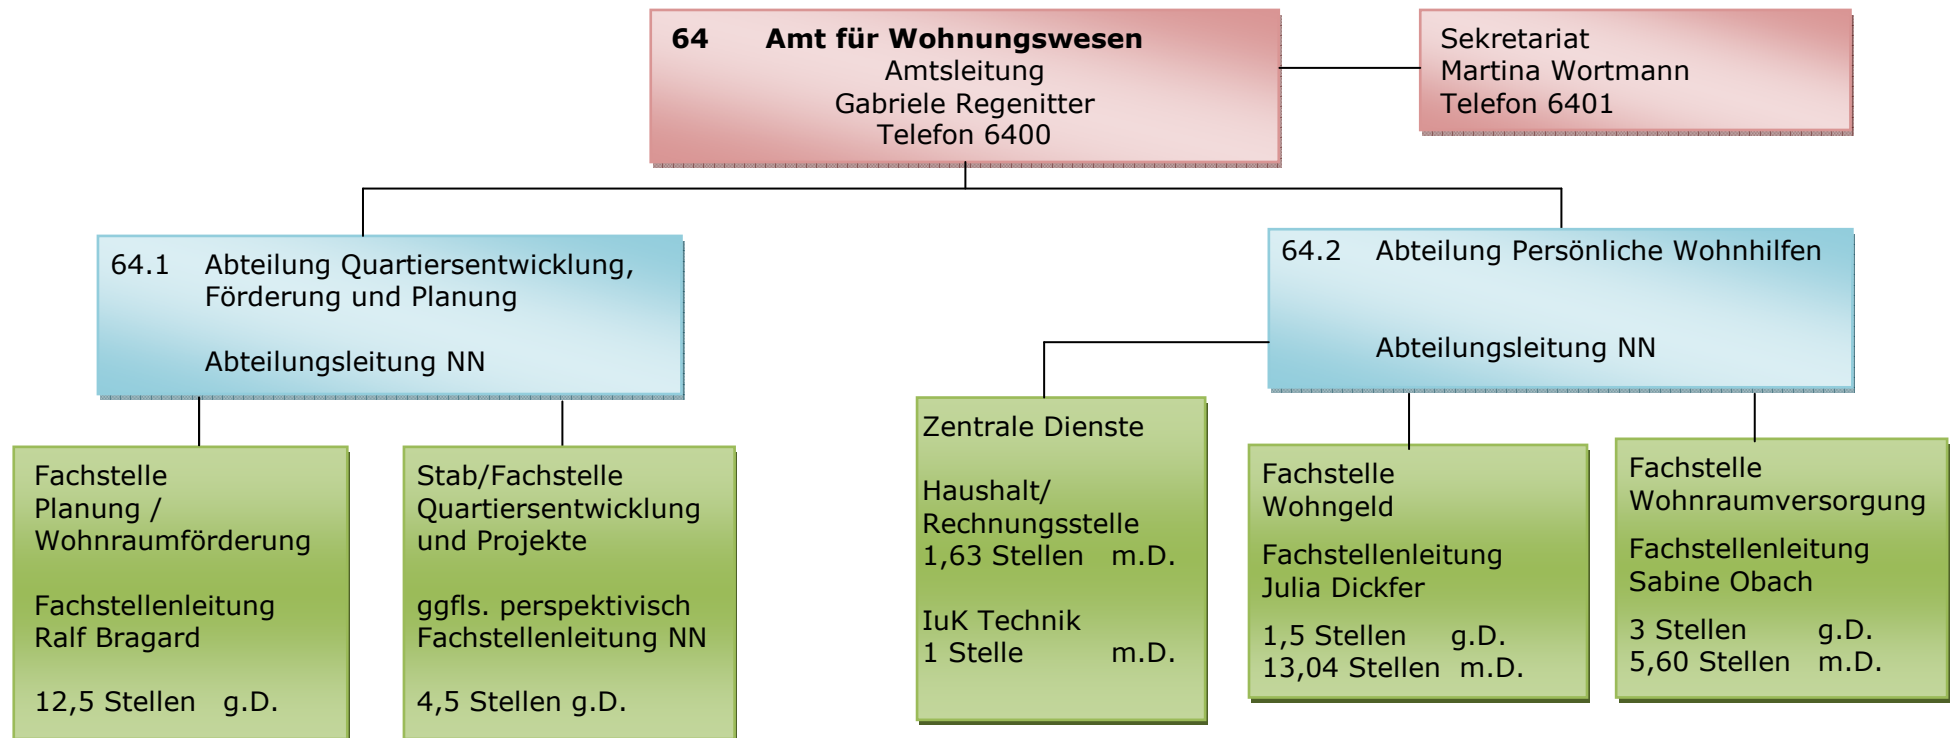 64 Amt für Wohnungswesen
Amtsleitung
Gabriele Regenitter
Telefon 6400
Sekretariat
Martina Wortmann
Telefon 6401
64.1 Abteilung Quartiersentwicklung,
Förderung und Planung
Abteilungsleitung NN
64.2 Abteilung Persönliche Wohnhilfen
Abteilungsleitung NN
Fachstelle
Planung /
Wohnraumförderung
Fachstellenleitung
Ralf Bragard
12,5 Stellen g.D.
Stab/Fachstelle
Quartiersentwicklung
und Projekte
ggfls. perspektivisch
Fachstellenleitung NN
4,5 Stellen g.D.
Zentrale Dienste
Haushalt/
Rechnungsstelle
1,63 Stellen m.D.
IuK Technik
1 Stelle m.D.
Fachstelle
Wohngeld
Fachstellenleitung
Julia Dickfer
1,5 Stellen g.D.
13,04 Stellen m.D.
Fachstelle
Wohnraumversorgung
Fachstellenleitung
Sabine Obach
3 Stellen g.D.
5,60 Stellen m.D.